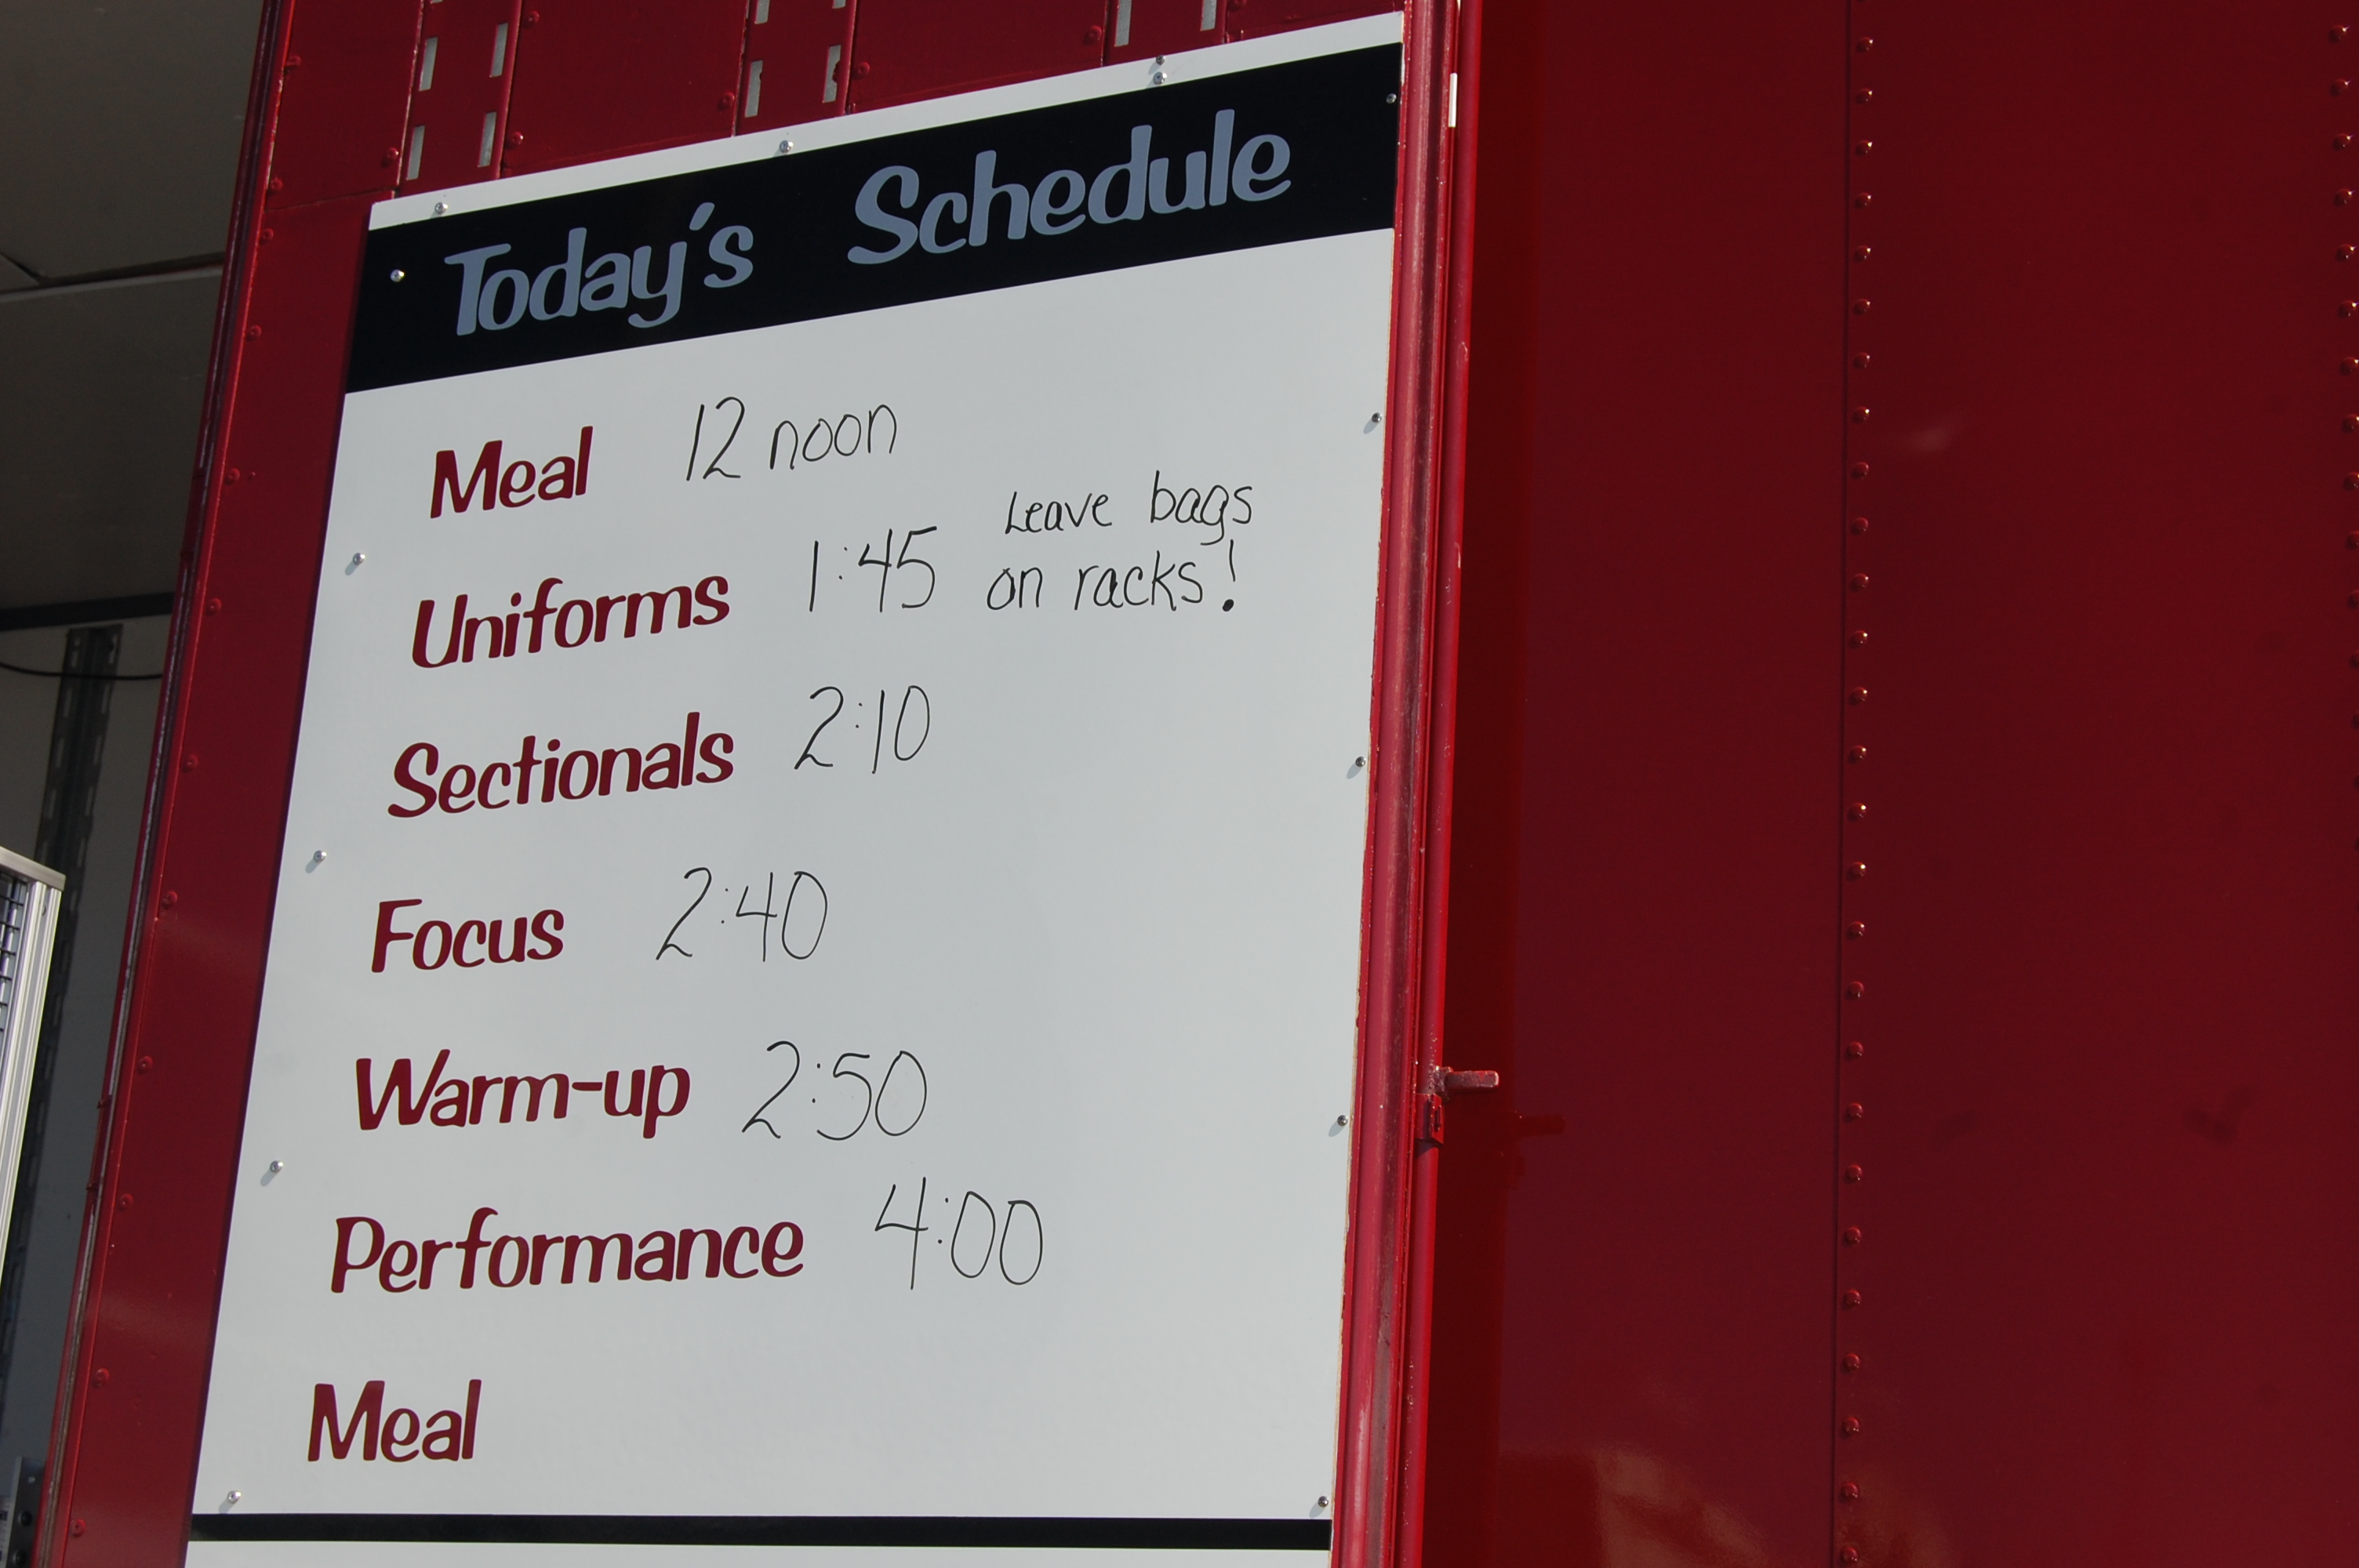 Today's Schedule
Meal 12 noon
Leave bags
Uniforms 1:45 on racks!
Sectionals 2:10
Focus 2:40
Warm-up 2:50
Performance 4:00
Meal